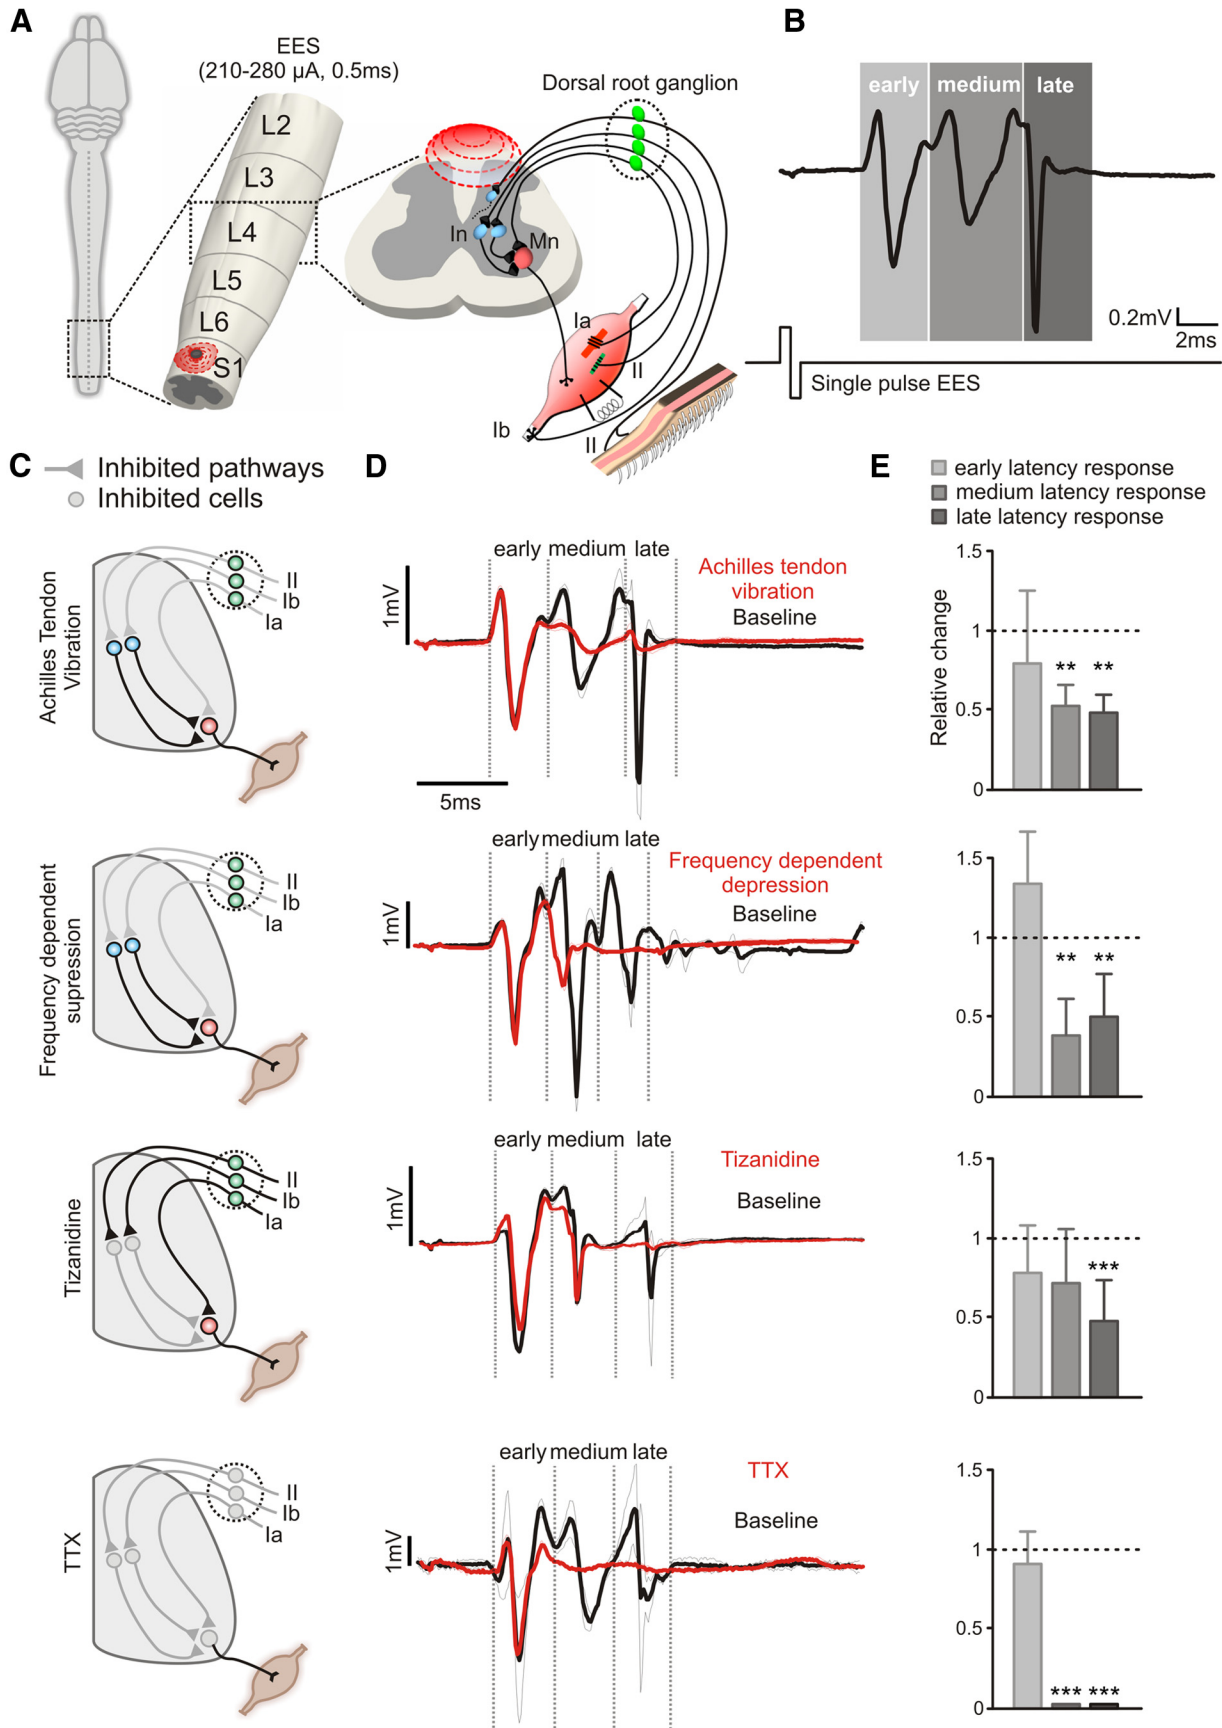 A
EES
(210-280 µA, 0.5ms)
L2
L3
L4
L5
L6
S1
Dorsal root ganglion
In
Mn
Ia
II
Ib
II
B
early medium late
0.2mV
2ms
Single pulse EES
C
Inhibited pathways
Inhibited cells
Achilles Tendon
Vibration
II
Ib
Ia
Frequency dependent
supression
II
Ib
Ia
Tizanidine
II
Ib
Ia
TTX
II
Ib
Ia
D
early medium late
Achilles tendon
vibration
Baseline
1mV
5ms
early medium late
Frequency dependent
depression
Baseline
1mV
early medium late
Tizanidine
Baseline
1mV
early medium late
TTX
Baseline
1mV
E
early latency response
medium latency response
late latency response
Relative change
1.5
1
0.5
0
** **
1.5
1
0.5
0
** **
1.5
1
0.5
0
***
1.5
1
0.5
0
*** ***